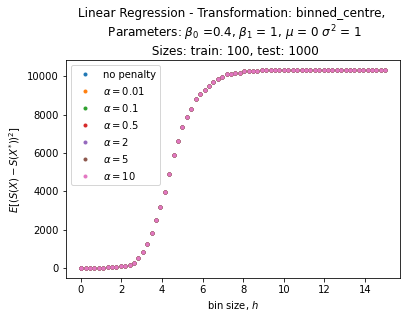 Linear Regression - Transformation: binned_centre,
Parameters: β₀ =0.4, β₁ = 1, μ = 0 σ² = 1
Sizes: train: 100, test: 1000
E[(S(X) − S(X*))²]
10000
8000
6000
4000
2000
0
no penalty
α = 0.01
α = 0.1
α = 0.5
α = 2
α = 5
α = 10
0 2 4 6 8 10 12 14
bin size, h